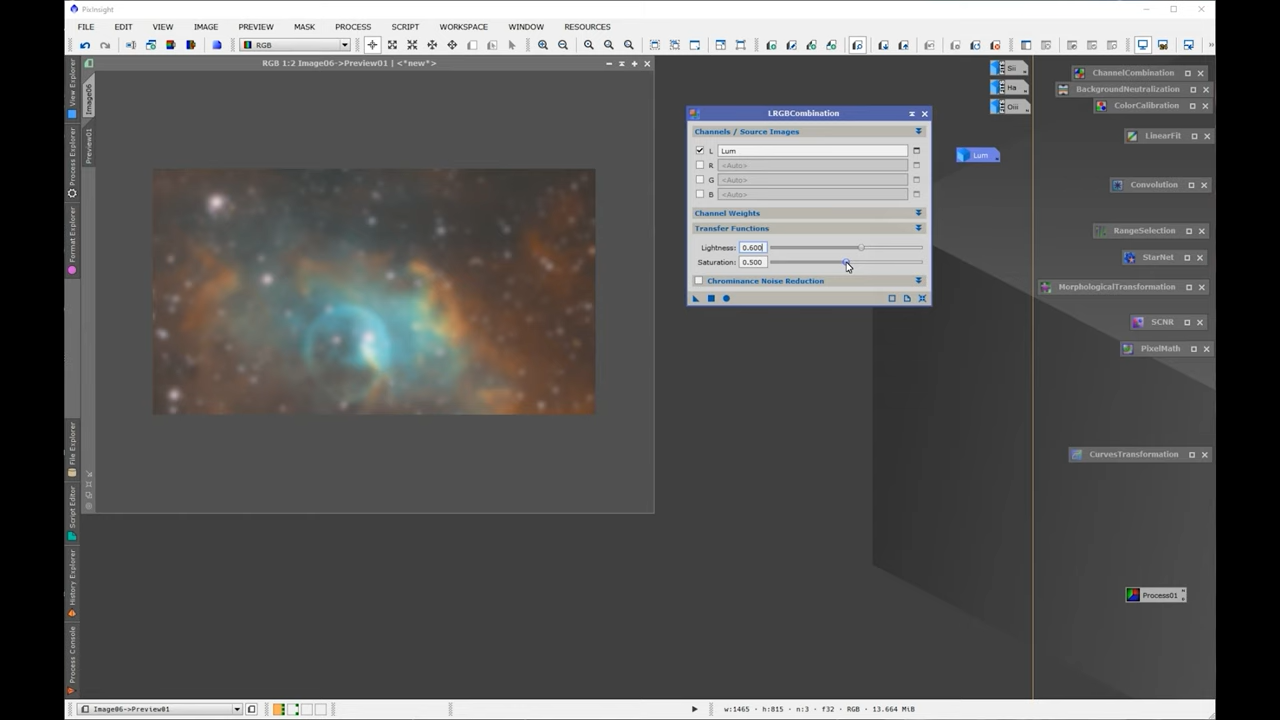 PixInsight
FILE EDIT VIEW IMAGE PREVIEW MASK PROCESS SCRIPT WORKSPACE WINDOW RESOURCES
RGB
RGB 1:2 Image06->Preview01 | <*new*>
View Explorer
Process Explorer
Format Explorer
File Explorer
Script Editor
History Explorer
Process Console
Image06
Preview01
LRGBCombination
Channels / Source Images
L Lum
R <Auto>
G <Auto>
B <Auto>
Channel Weights
Transfer Functions
Lightness: 0.600
Saturation: 0.500
Chrominance Noise Reduction
Sii
Ha
Oiii
Lum
ChannelCombination
BackgroundNeutralization
ColorCalibration
LinearFit
Convolution
RangeSelection
StarNet
MorphologicalTransformation
SCNR
PixelMath
CurvesTransformation
Process01
Image06->Preview01
w:1465 · h:815 · n:3 · f32 · RGB · 13.664 MiB